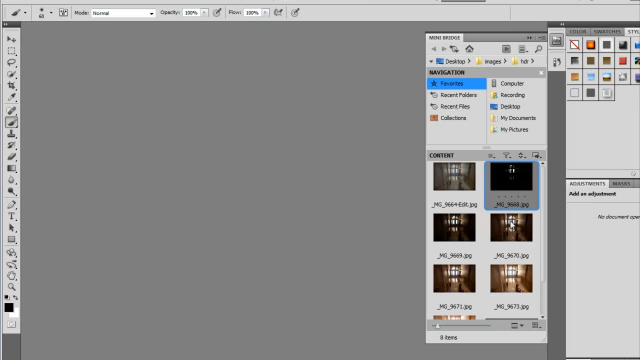 Mode: Normal Opacity: 100% Flow: 100%
COLOR SWATCHES STYL
MINI BRIDGE
Desktop > images > hdr >
NAVIGATION
Favorites
Recent Folders
Recent Files
Collections
Computer
Recording
Desktop
My Documents
My Pictures
CONTENT
_MG_9664-Edit.jpg
_MG_9668.jpg
_MG_9669.jpg
_MG_9670.jpg
_MG_9671.jpg
_MG_9673.jpg
8 items
ADJUSTMENTS MASKS
Add an adjustment
No document open